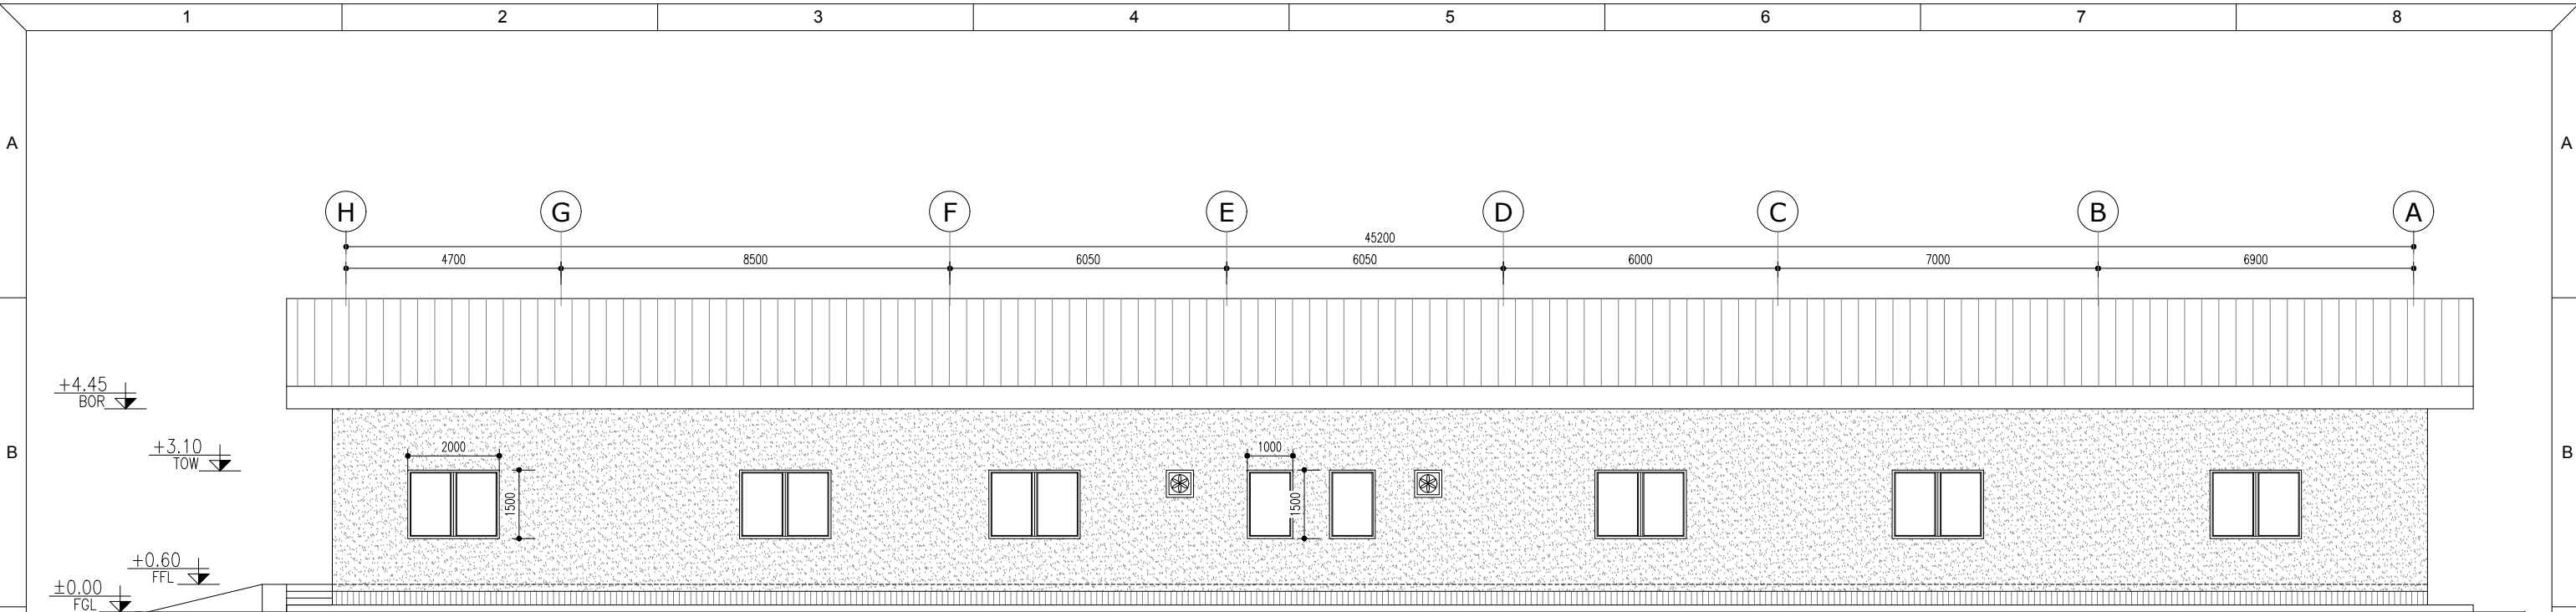 1 2 3 4 5 6 7 8
A A
H G F E D C B A
45200
4700 8500 6050 6050 6000 7000 6900
+4.45
BOR
+3.10
TOW
B B
2000 1000
1500 1500
+0.60
FFL
±0.00
FGL